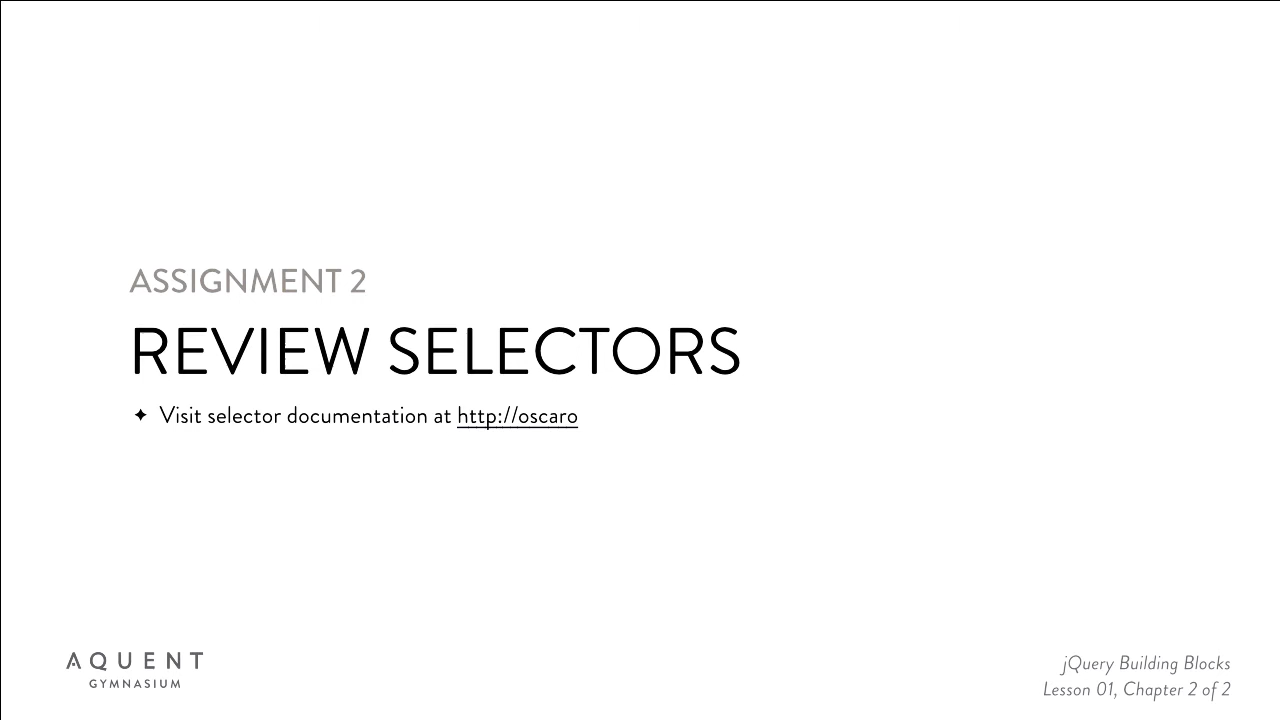 ASSIGNMENT 2
REVIEW SELECTORS
✦ Visit selector documentation at http://oscaro
AQUENT
GYMNASIUM
jQuery Building Blocks
Lesson 01, Chapter 2 of 2